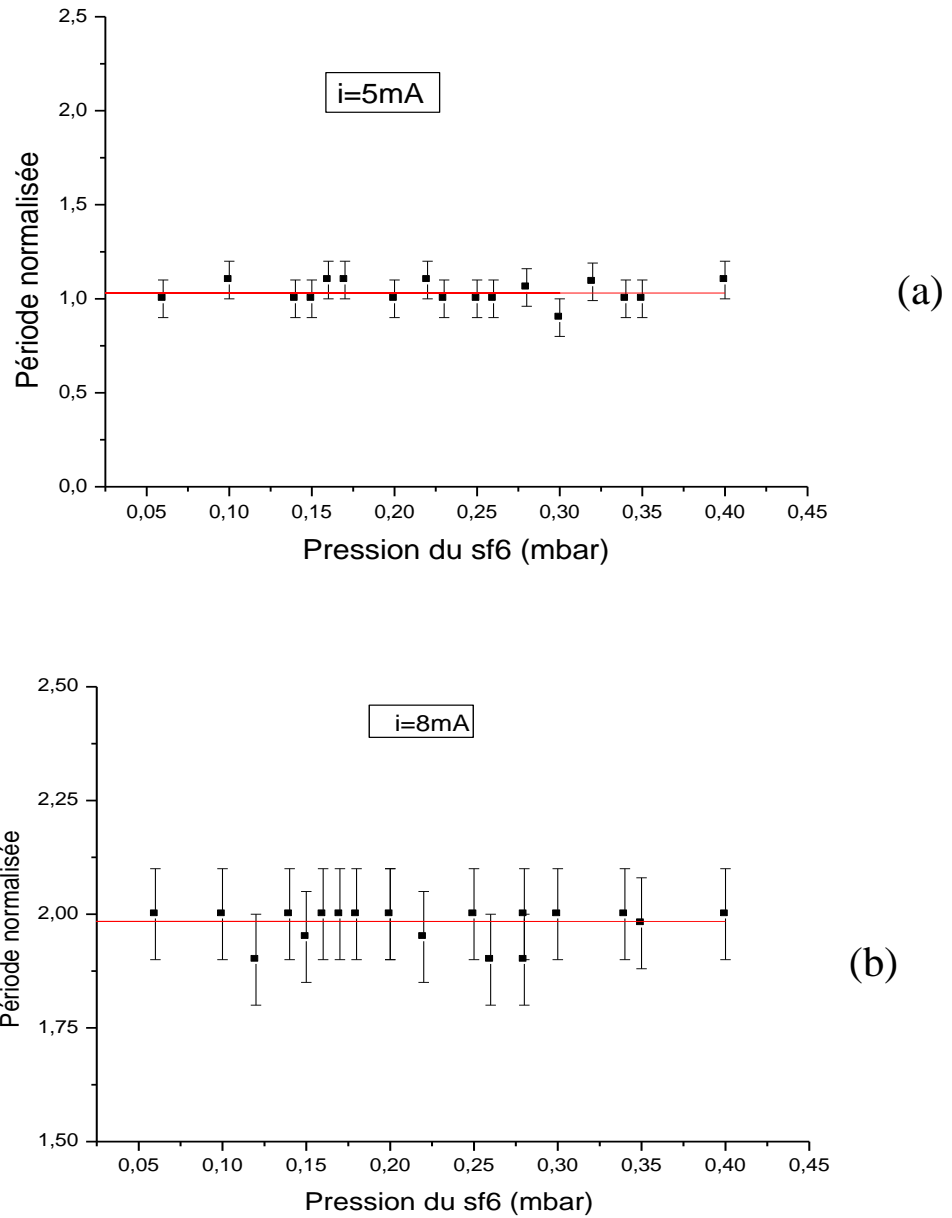 2,5
i=5mA
2,0
1,5
(a)
1,0
0,5
0,0
Période normalisée
0,05 0,10 0,15 0,20 0,25 0,30 0,35 0,40 0,45
Pression du sf6 (mbar)
2,50
i=8mA
2,25
2,00
(b)
1,75
1,50
Période normalisée
0,05 0,10 0,15 0,20 0,25 0,30 0,35 0,40 0,45
Pression du sf6 (mbar)